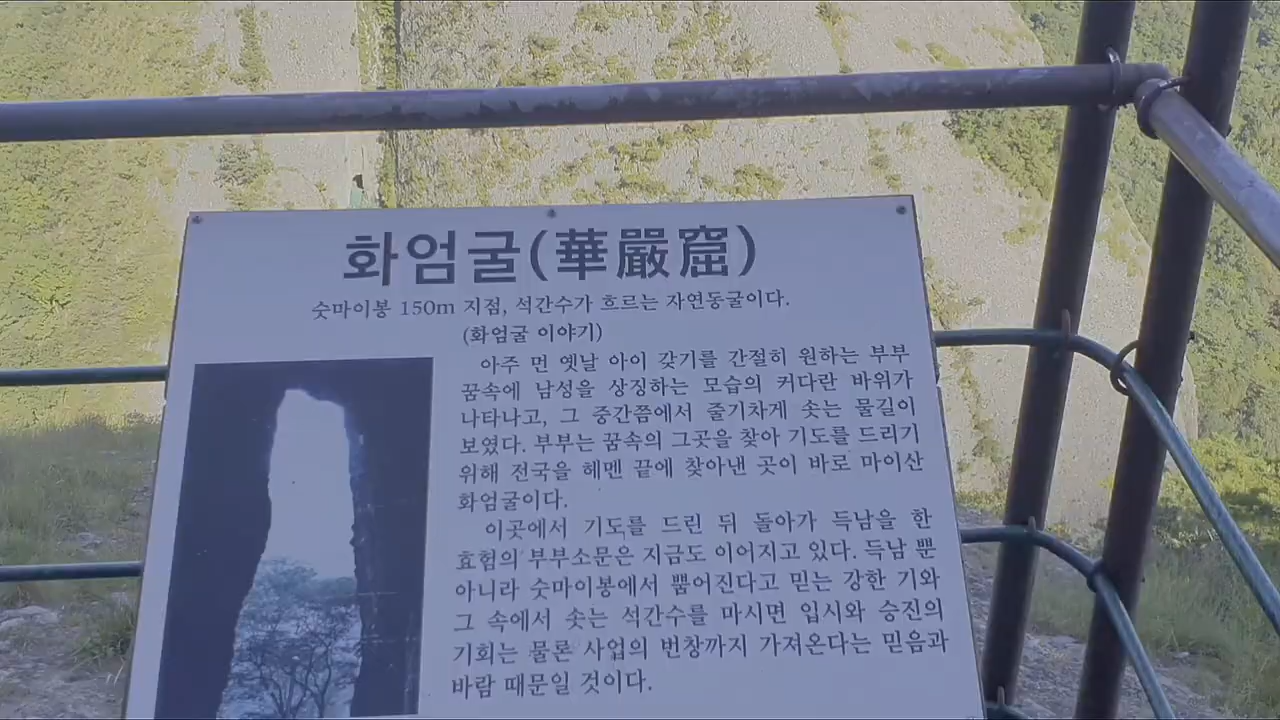 화엄굴(華嚴窟)
숫마이봉 150m 지점, 석간수가 흐르는 자연동굴이다.
(화엄굴 이야기)
아주 먼 옛날 아이 갖기를 간절히 원하는 부부
꿈속에 남성을 상징하는 모습의 커다란 바위가
나타나고, 그 중간쯤에서 줄기차게 솟는 물길이
보였다. 부부는 꿈속의 그곳을 찾아 기도를 드리기
위해 전국을 헤멘 끝에 찾아낸 곳이 바로 마이산
화엄굴이다.
이곳에서 기도를 드린 뒤 돌아가 득남을 한
효험의 부부소문은 지금도 이어지고 있다. 득남 뿐
아니라 숫마이봉에서 뿜어진다고 믿는 강한 기와
그 속에서 솟는 석간수를 마시면 입시와 승진의
기회는 물론 사업의 번창까지 가져온다는 믿음과
바람 때문일 것이다.